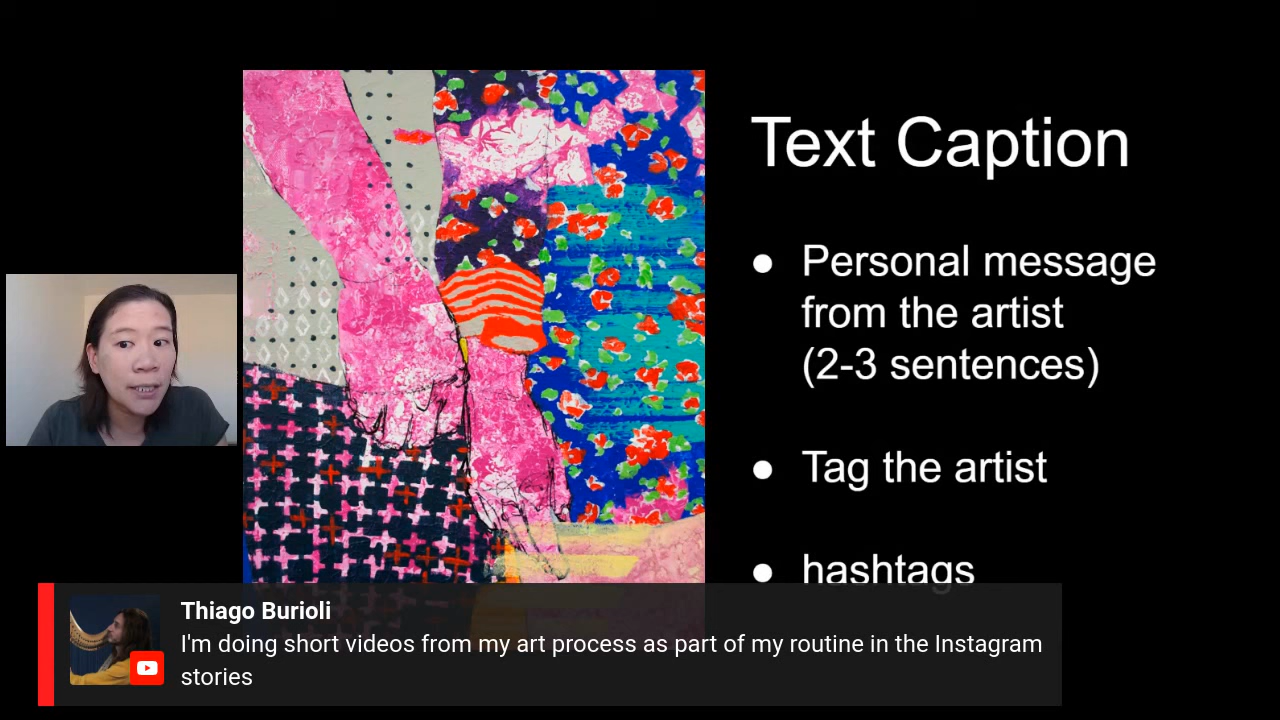 Text Caption
● Personal message
from the artist
(2-3 sentences)
● Tag the artist
● hashtags
Thiago Burioli
I'm doing short videos from my art process as part of my routine in the Instagram
stories